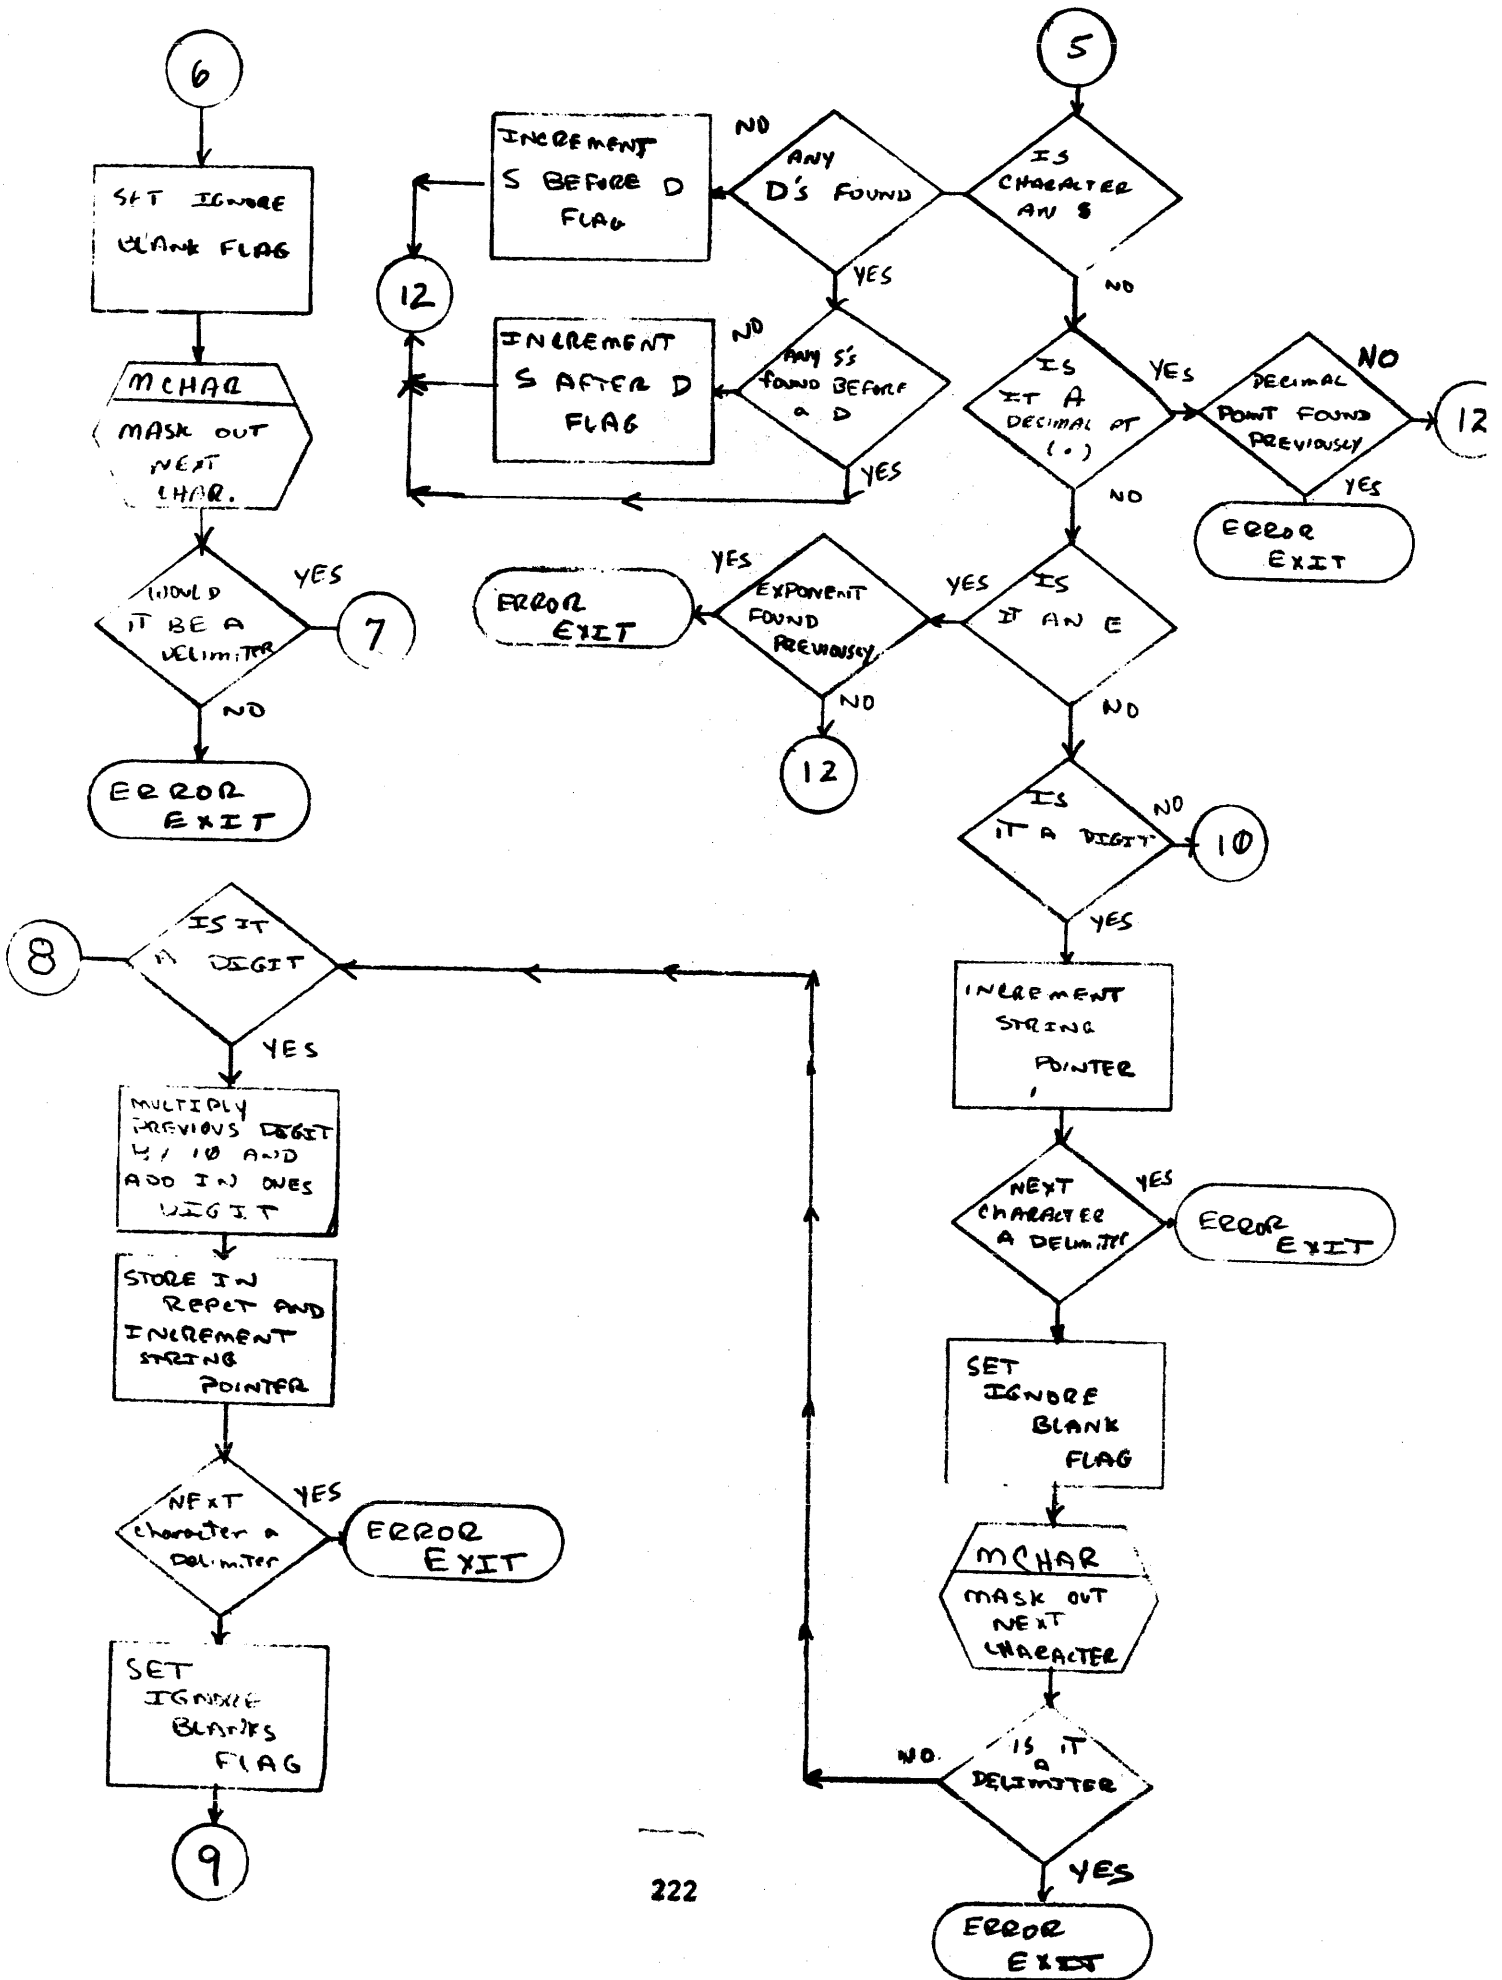 6
SET IGNORE
BLANK FLAG
MCHAR
MASK OUT
NEXT
CHAR.
WOULD
IT BE A
DELIMITER
YES
7
NO
ERROR
EXIT
5
IS
CHARACTER
AN S
NO
ANY
D'S FOUND
NO
INCREMENT
S BEFORE D
FLAG
12
YES
ANY S's
found BEFORE
a D
NO
INCREMENT
S AFTER D
FLAG
YES
IS
IT A
DECIMAL PT
(.)
YES
DECIMAL
POINT FOUND
PREVIOUSLY
NO
12
YES
ERROR
EXIT
NO
IS
IT AN E
YES
EXPONENT
FOUND
PREVIOUSLY
YES
ERROR
EXIT
NO
12
NO
IS
IT A DIGIT
NO
10
YES
INCREMENT
STRING
POINTER
NEXT
CHARACTER
A DELIMITER
YES
ERROR
EXIT
SET
IGNORE
BLANK
FLAG
MCHAR
MASK OUT
NEXT
CHARACTER
IS IT
A
DELIMITER
NO
YES
ERROR
EXIT
8
IS IT
A DIGIT
YES
MULTIPLY
PREVIOUS DIGIT
BY 10 AND
ADD IN ONES
DIGIT
STORE IN
REPCT AND
INCREMENT
STRING
POINTER
NEXT
character a
Delimiter
YES
ERROR
EXIT
SET
IGNORE
BLANKS
FLAG
9
222